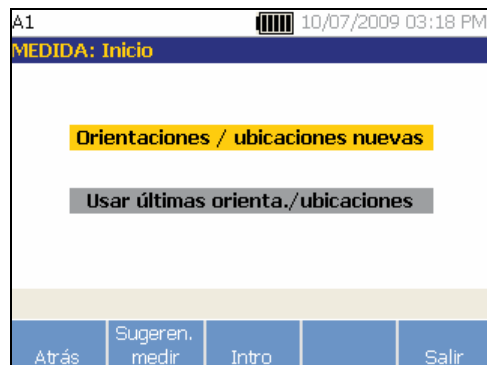 A1 10/07/2009 03:18 PM
MEDIDA: Inicio
Orientaciones / ubicaciones nuevas
Usar últimas orienta./ubicaciones
Sugeren.
Atrás medir Intro Salir